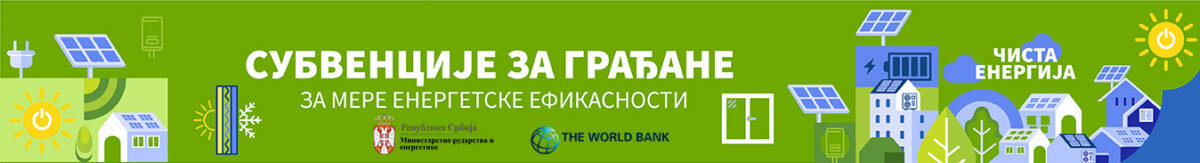 СУБВЕНЦИЈЕ ЗА ГРАЂАНЕ
ЗА МЕРЕ ЕНЕРГЕТСКЕ ЕФИКАСНОСТИ
Република Србија
Министарство рударства и
енергетике
THE WORLD BANK
ЧИСТА
ЕНЕРГИЈА